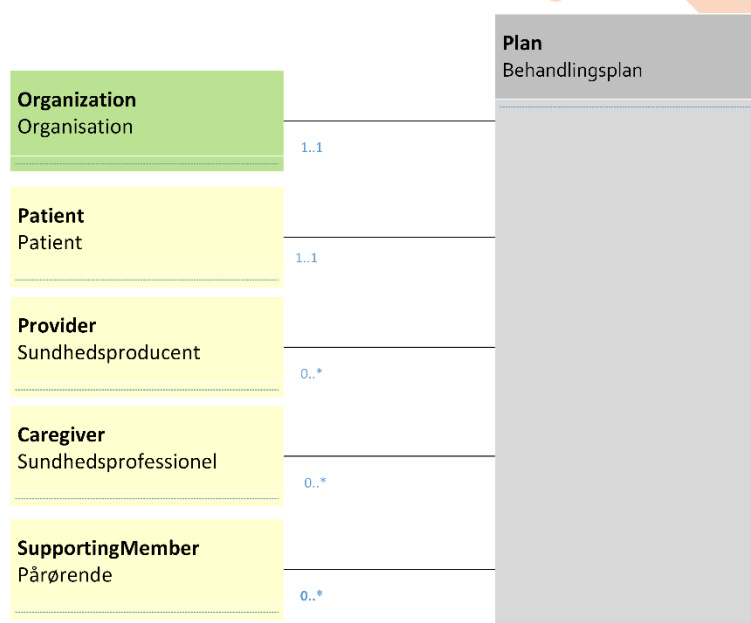 Plan
Behandlingsplan
Organization
Organisation
1..1
Patient
Patient
1..1
Provider
Sundhedsproducent
0..*
Caregiver
Sundhedsprofessionel
0..*
SupportingMember
Pårørende
0..*